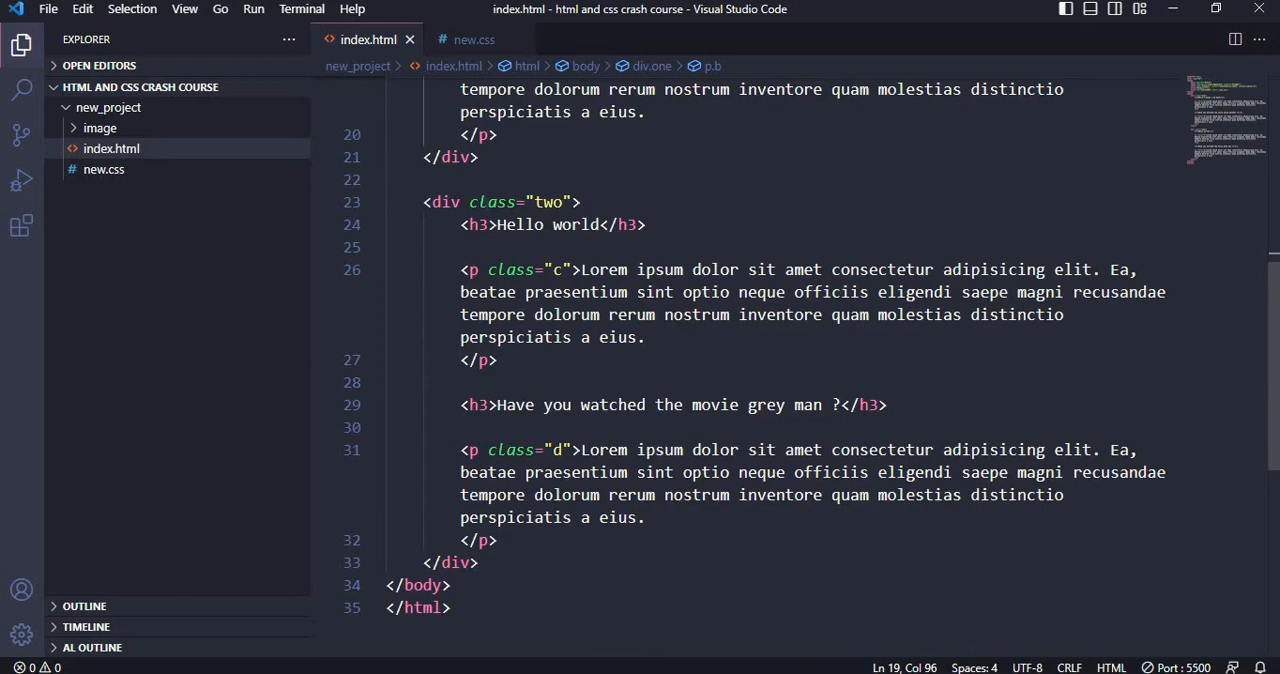 File Edit Selection View Go Run Terminal Help index.html - html and css crash course - Visual Studio Code
EXPLORER
OPEN EDITORS
HTML AND CSS CRASH COURSE
new_project
image
index.html
new.css
OUTLINE
TIMELINE
AL OUTLINE
index.html # new.css
new_project > index.html > html > body > div.one > p.b
tempore dolorum rerum nostrum inventore quam molestias distinctio
perspiciatis a eius.
20 </p>
21 </div>
22
23 <div class="two">
24 <h3>Hello world</h3>
25
26 <p class="c">Lorem ipsum dolor sit amet consectetur adipisicing elit. Ea,
beatae praesentium sint optio neque officiis eligendi saepe magni recusandae
tempore dolorum rerum nostrum inventore quam molestias distinctio
perspiciatis a eius.
27 </p>
28
29 <h3>Have you watched the movie grey man ?</h3>
30
31 <p class="d">Lorem ipsum dolor sit amet consectetur adipisicing elit. Ea,
beatae praesentium sint optio neque officiis eligendi saepe magni recusandae
tempore dolorum rerum nostrum inventore quam molestias distinctio
perspiciatis a eius.
32 </p>
33 </div>
34 </body>
35 </html>
0 0 Ln 19, Col 96 Spaces: 4 UTF-8 CRLF HTML Port : 5500